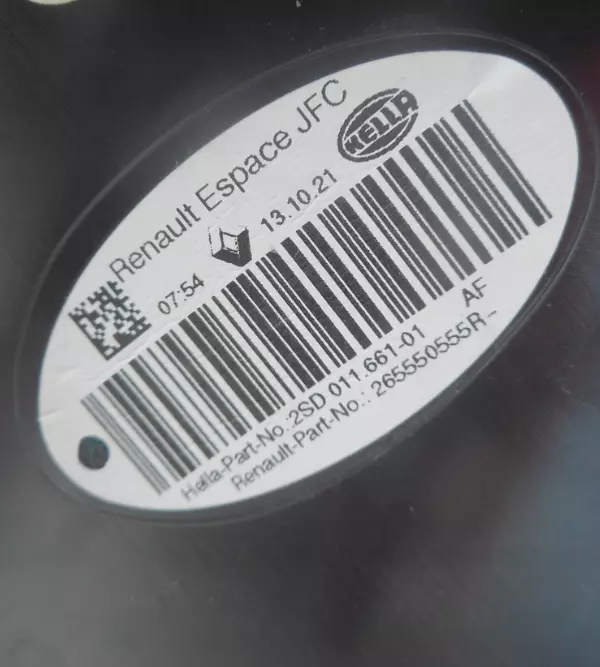 Renault Espace JFC
07:54
13.10.21
HELLA
Hella-Part-No.:2SD 011.661-01
AF
Renault-Part-No.: 265550555R-